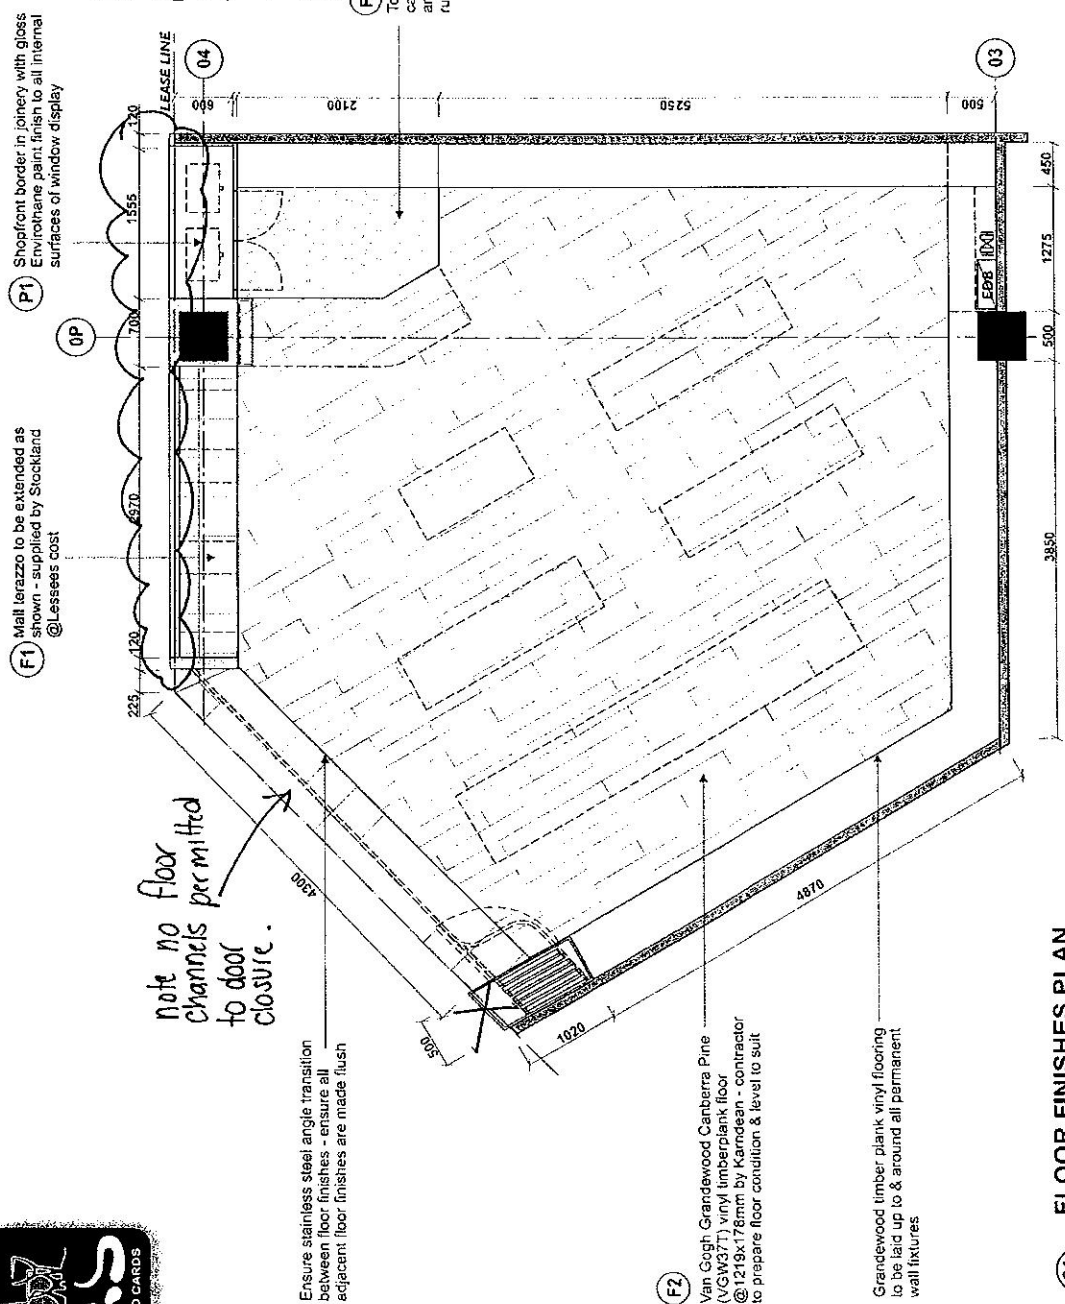 P1
Shopfront border in joinery with gloss
Envirothane paint finish to all internal
surfaces of window display
F1
Mall terazzo to be extended as
shown - supplied by Stockland
@Lessees cost
0P
LEASE LINE
04
03
120
1555
700
2970
120
225
600
2100
5250
500
450
1275
500
3850
EDB
4300
500
1020
4870
note no floor
channels permitted
to door
closure.
Ensure stainless steel angle transition
between floor finishes - ensure all
adjacent floor finishes are made flush
F2
Van Gogh Grandewood Canberra Pine
(VGW37T) vinyl timberplank floor
@1219x178mm by Karndean - contractor
to prepare floor condition & level to suit
Grandewood timber plank vinyl flooring
to be laid up to & around all permanent
wall fixtures
CARDS
FLOOR FINISHES PLAN